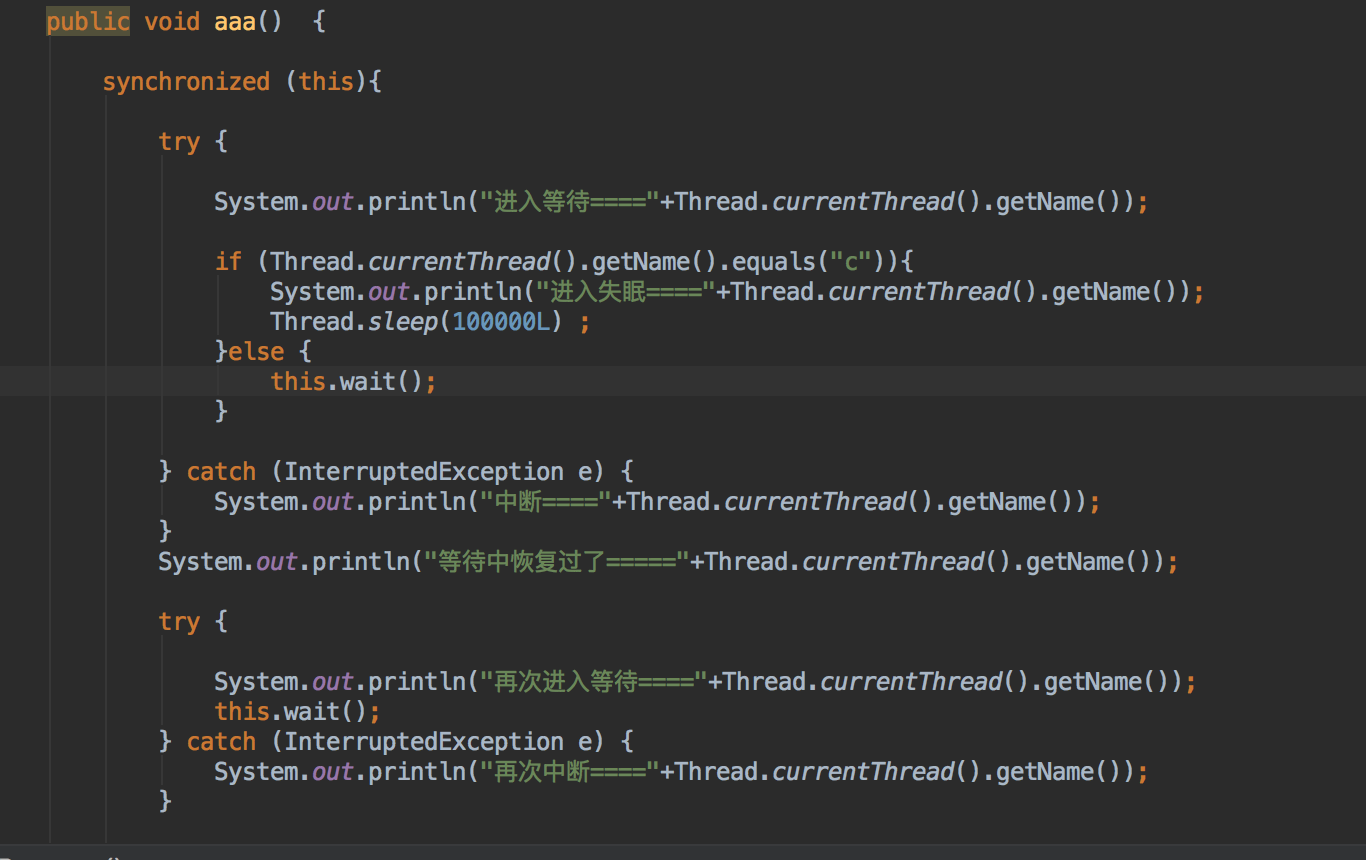 public void aaa()  {
synchronized (this){
try {
System.out.println("进入等待===="+Thread.currentThread().getName());
if (Thread.currentThread().getName().equals("c")){
System.out.println("进入失眠===="+Thread.currentThread().getName());
Thread.sleep(100000L) ;
}else {
this.wait();
}
} catch (InterruptedException e) {
System.out.println("中断===="+Thread.currentThread().getName());
}
System.out.println("等待中恢复过了====="+Thread.currentThread().getName());
try {
System.out.println("再次进入等待===="+Thread.currentThread().getName());
this.wait();
} catch (InterruptedException e) {
System.out.println("再次中断===="+Thread.currentThread().getName());
}